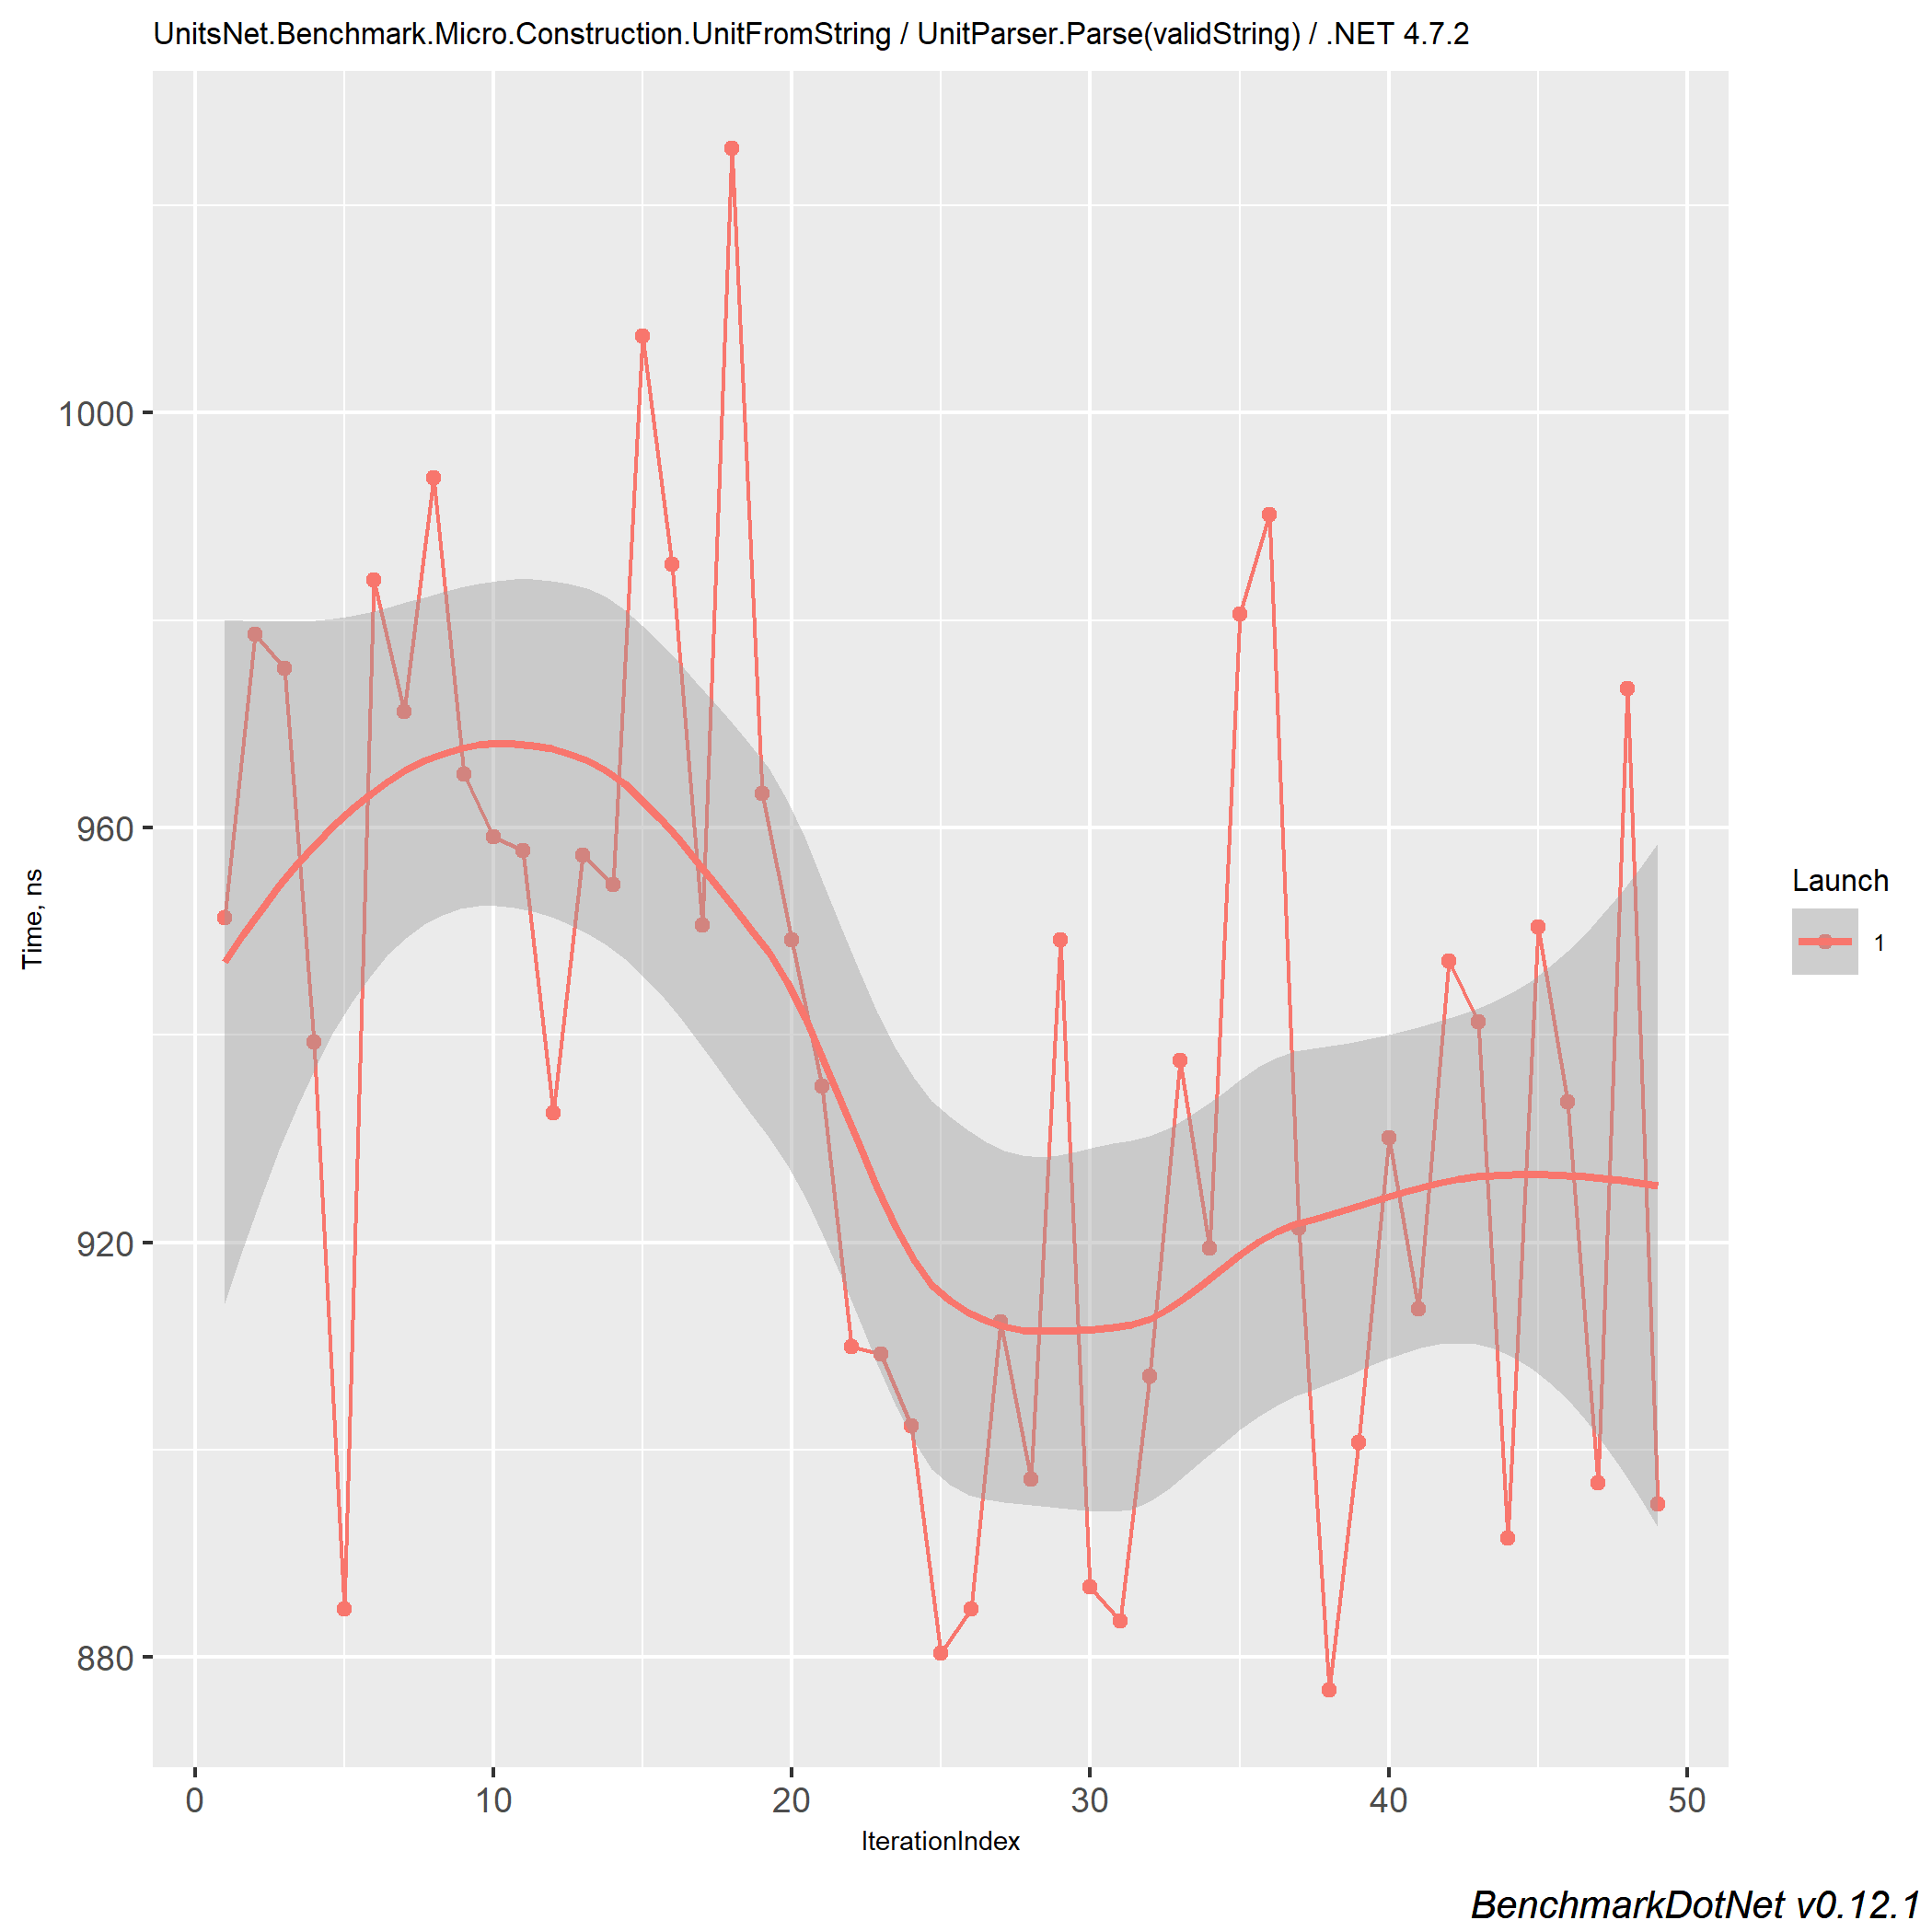 UnitsNet.Benchmark.Micro.Construction.UnitFromString / UnitParser.Parse(validString) / .NET 4.7.2
1000
960
920
880
Time, ns
0 10 20 30 40 50
IterationIndex
Launch
1
BenchmarkDotNet v0.12.1